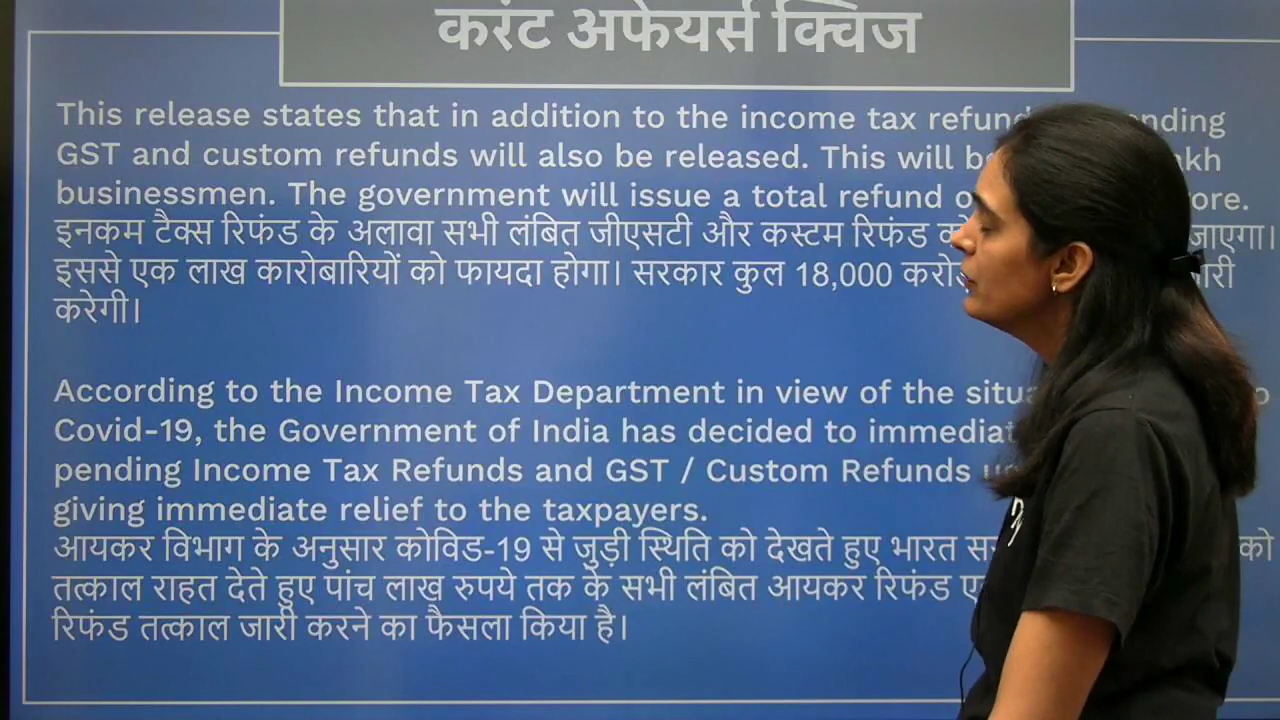 करंट अफेयर्स क्विज
This release states that in addition to the income tax
GST and custom refunds will also be released. This will
businessmen. The government will issue a total refund
इनकम टैक्स रिफंड के अलावा सभी लंबित जीएसटी और कस्टम रिफंड जाएगा।
इससे एक लाख कारोबारियों को फायदा होगा। सरकार कुल 18,000
करेगी।
According to the Income Tax Department in view of the
Covid-19, the Government of India has decided to
pending Income Tax Refunds and GST / Custom Refunds
giving immediate relief to the taxpayers.
आयकर विभाग के अनुसार कोविड-19 से जुड़ी स्थिति को देखते हुए भारत को
तत्काल राहत देते हुए पांच लाख रुपये तक के सभी लंबित आयकर रिफंड
रिफंड तत्काल जारी करने का फैसला किया है।